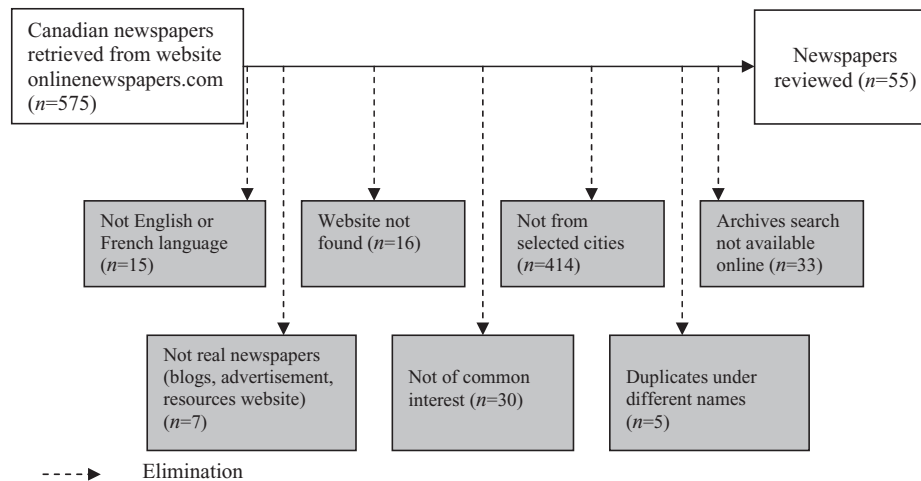 Canadian newspapers
retrieved from website
onlinenewspapers.com
(n=575)
Newspapers
reviewed (n=55)
Not English or
French language
(n=15)
Website not
found (n=16)
Not from
selected cities
(n=414)
Archives search
not available
online (n=33)
Not real newspapers
(blogs, advertisement,
resources website)
(n=7)
Not of common
interest (n=30)
Duplicates under
different names
(n=5)
Elimination